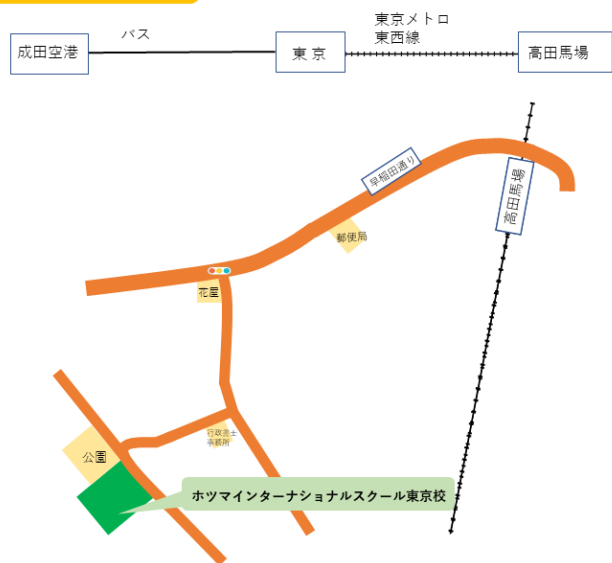 成田空港
バス
東京
東京メトロ
東西線
高田馬場
早稲田通り
高田馬場
郵便局
花屋
行政書士
事務所
公園
ホツマインターナショナルスクール東京校